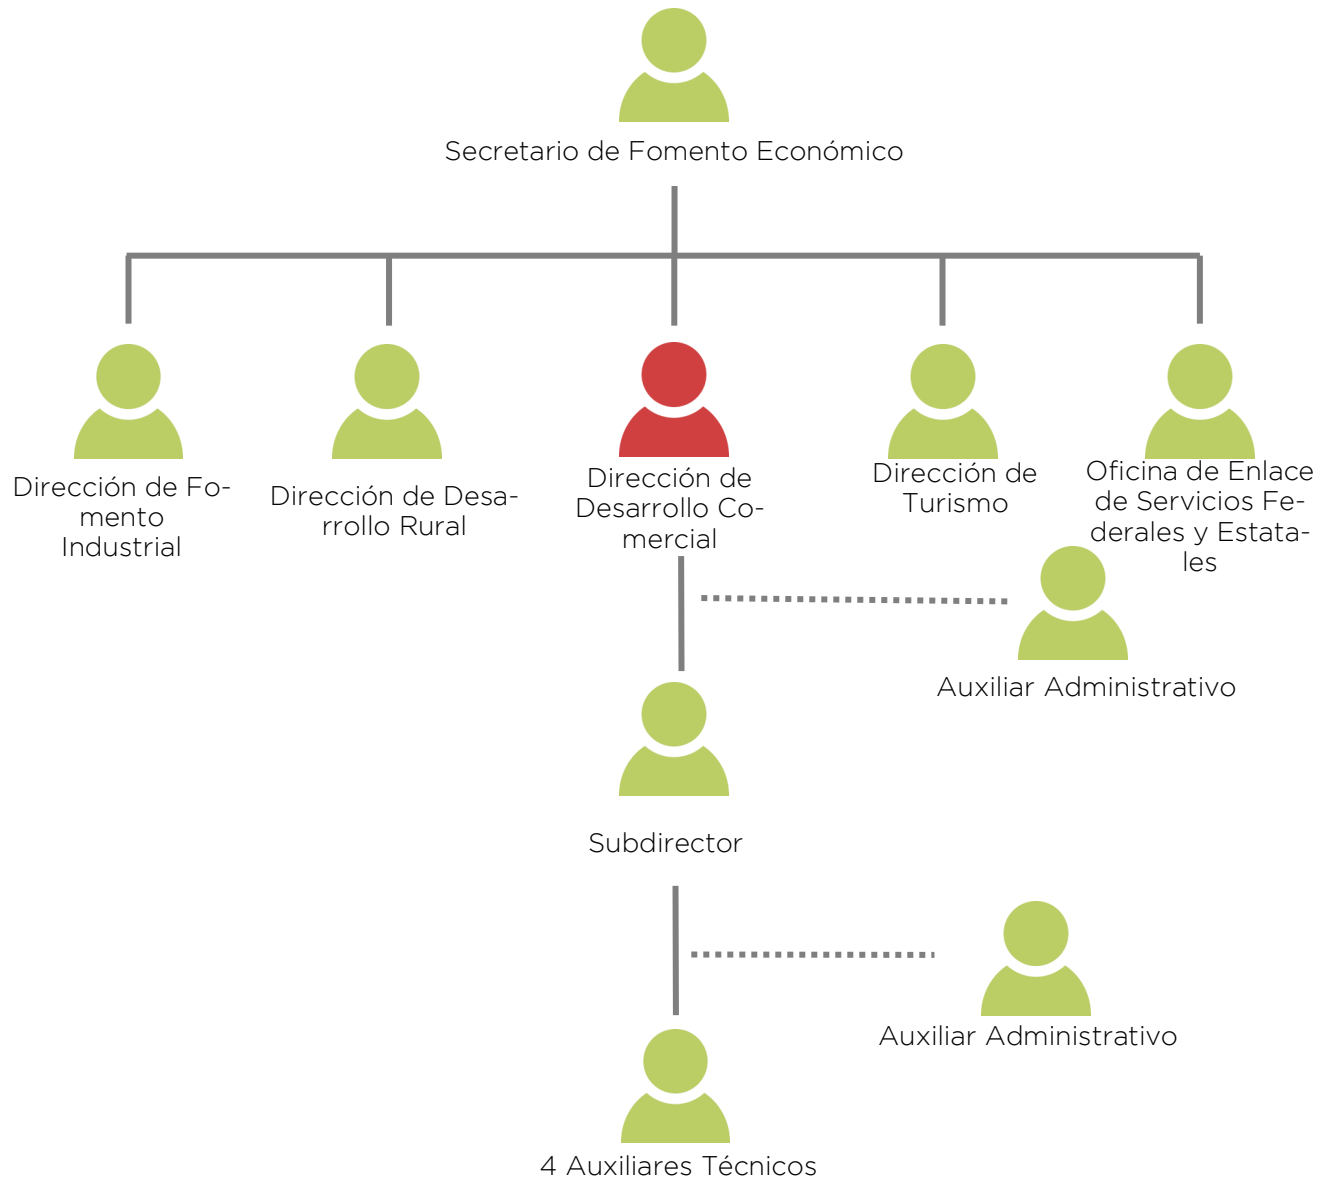 Secretario de Fomento Económico
Dirección de Fo-
mento
Industrial
Dirección de Desa-
rrollo Rural
Dirección de
Desarrollo Co-
mercial
Dirección de
Turismo
Oficina de Enlace
de Servicios Fe-
derales y Estata-
les
Auxiliar Administrativo
Subdirector
Auxiliar Administrativo
4 Auxiliares Técnicos